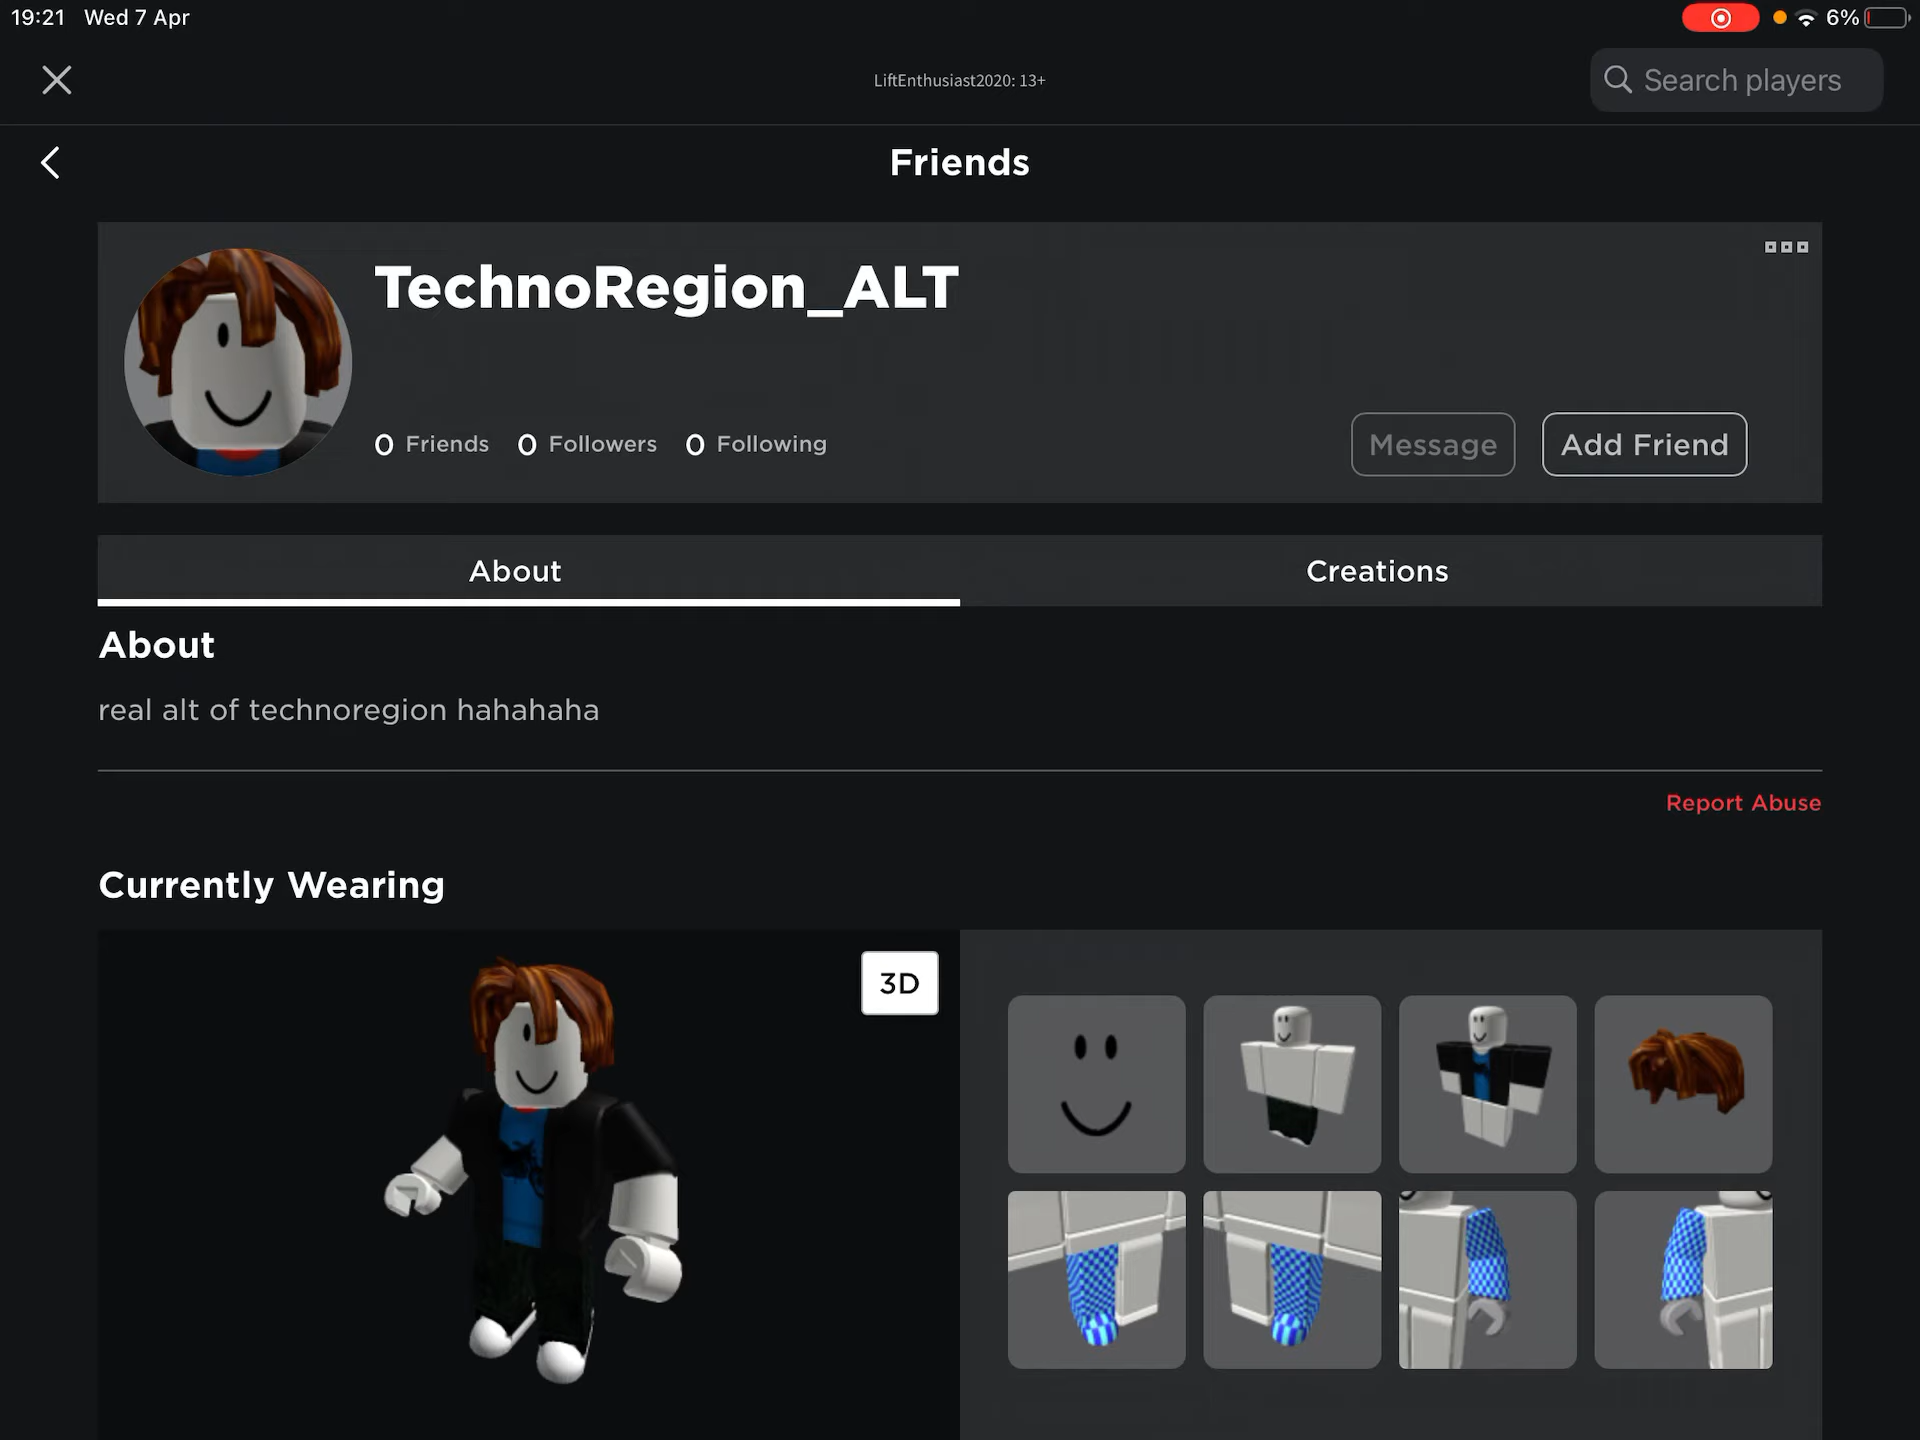 19:21 Wed 7 Apr
6%
LiftEnthusiast2020: 13+
Search players
Friends
TechnoRegion_ALT
0 Friends 0 Followers 0 Following
Message
Add Friend
About
Creations
About
real alt of technoregion hahahaha
Report Abuse
Currently Wearing
3D